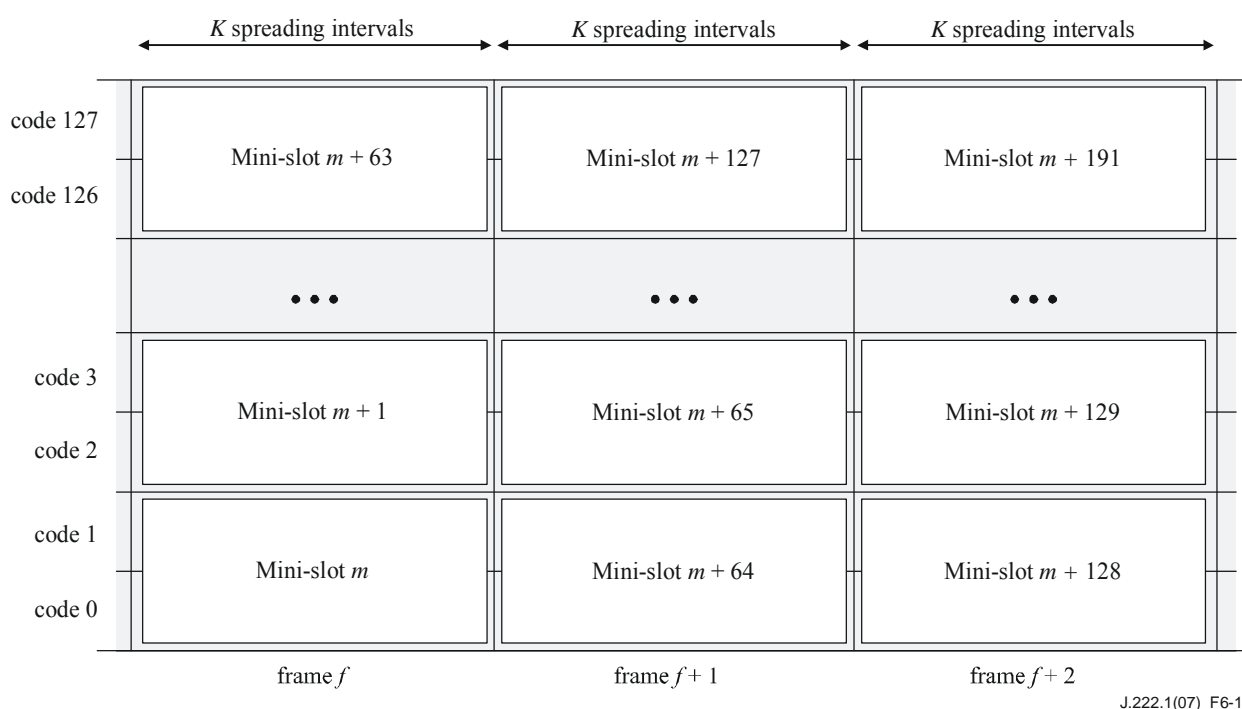 K spreading intervals K spreading intervals K spreading intervals
code 127
Mini-slot m + 63 Mini-slot m + 127 Mini-slot m + 191
code 126
•••  •••  •••
code 3
Mini-slot m + 1 Mini-slot m + 65 Mini-slot m + 129
code 2
code 1
Mini-slot m Mini-slot m + 64 Mini-slot m + 128
code 0
frame f frame f + 1 frame f + 2
J.222.1(07)_F6-1